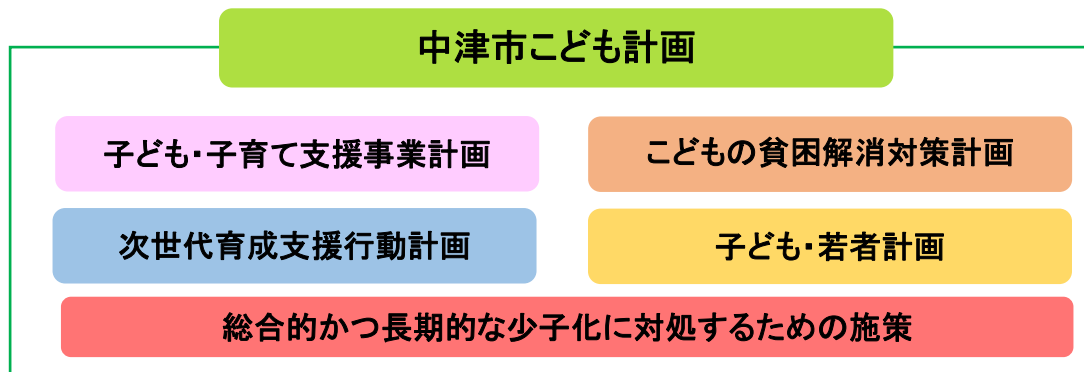 中津市こども計画
子ども・子育て支援事業計画
こどもの貧困解消対策計画
次世代育成支援行動計画
子ども・若者計画
総合的かつ長期的な少子化に対処するための施策